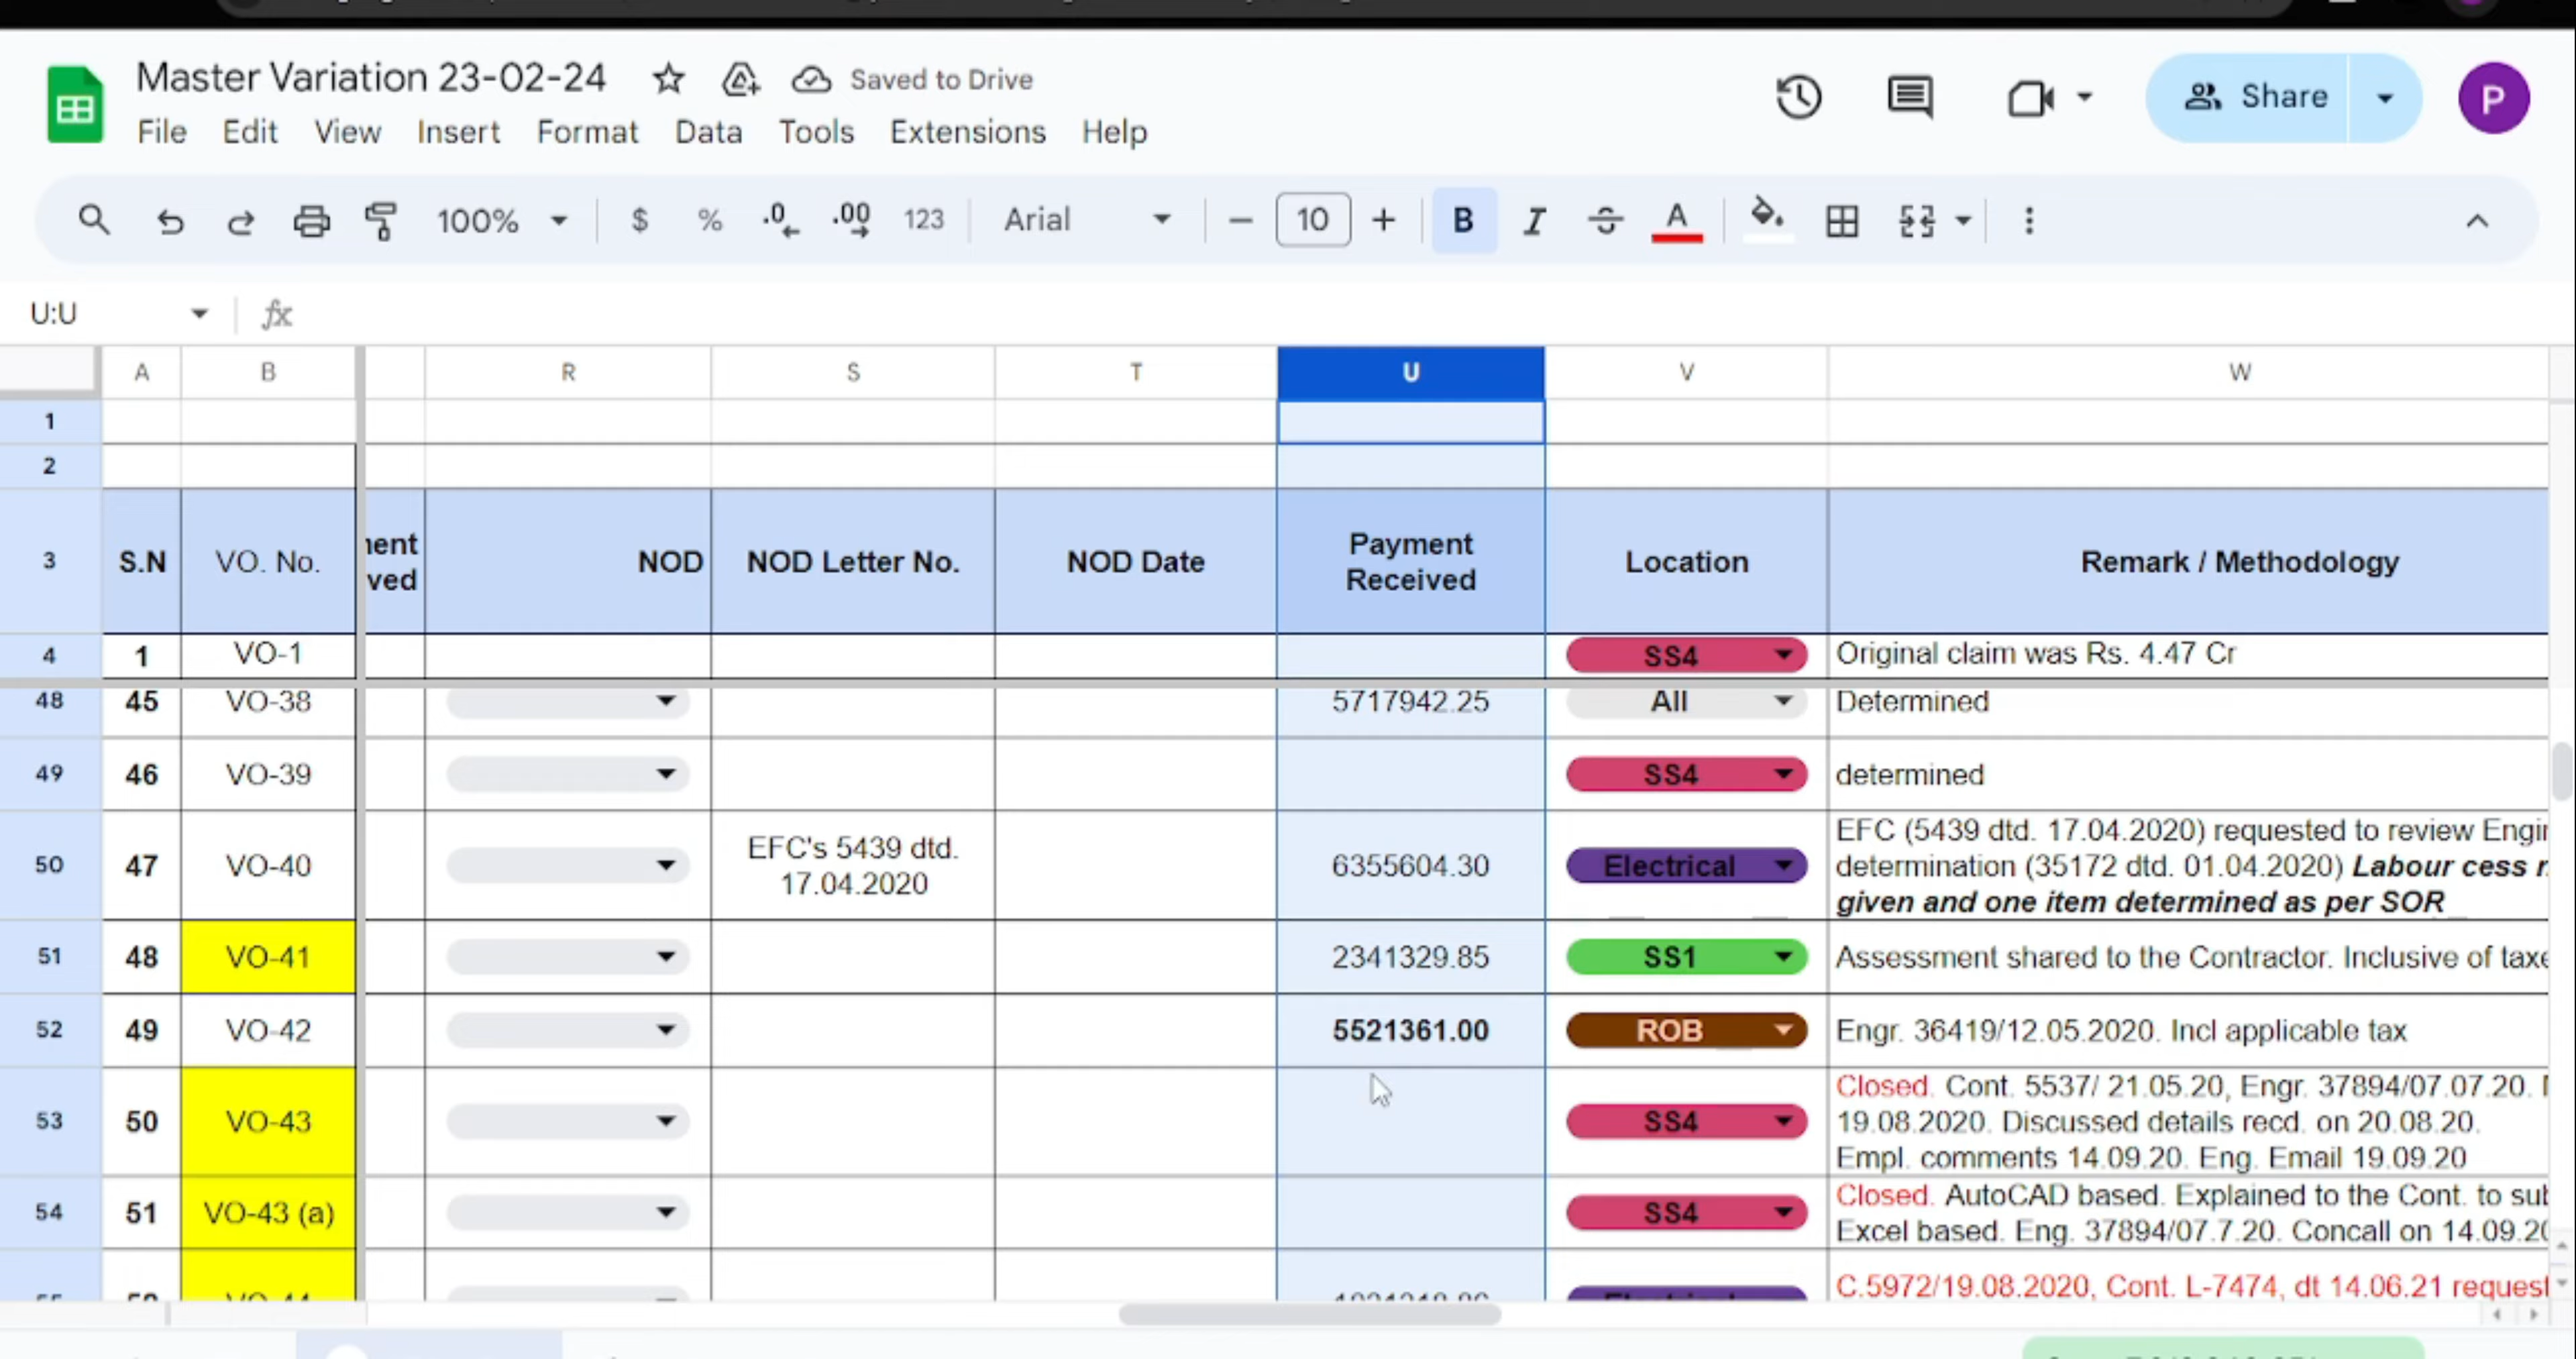 Master Variation 23-02-24 Saved to Drive
File Edit View Insert Format Data Tools Extensions Help
Share
P
100% $ % .0 .00 123 Arial 10 B I A
U:U fx
A B R S T U V W
1
2
3 S.N VO. No. NOD NOD Letter No. NOD Date Payment Received Location Remark / Methodology
4 1 VO-1 SS4 Original claim was Rs. 4.47 Cr
48 45 VO-38 5717942.25 All Determined
49 46 VO-39 SS4 determined
50 47 VO-40 EFC's 5439 dtd. 17.04.2020 6355604.30 Electrical EFC (5439 dtd. 17.04.2020) requested to review
determination (35172 dtd. 01.04.2020) Labour cess
given and one item determined as per SOR
51 48 VO-41 2341329.85 SS1 Assessment shared to the Contractor. Inclusive of
52 49 VO-42 5521361.00 ROB Engr. 36419/12.05.2020. Incl applicable tax
53 50 VO-43 SS4 Closed. Cont. 5537/ 21.05.20, Engr. 37894/07.07.20.
19.08.2020. Discussed details recd. on 20.08.20.
Empl. comments 14.09.20. Eng. Email 19.09.20
54 51 VO-43 (a) SS4 Closed. AutoCAD based. Explained to the Cont. to
Excel based. Eng. 37894/07.7.20. Concall on
C.5972/19.08.2020, Cont. L-7474, dt 14.06.21